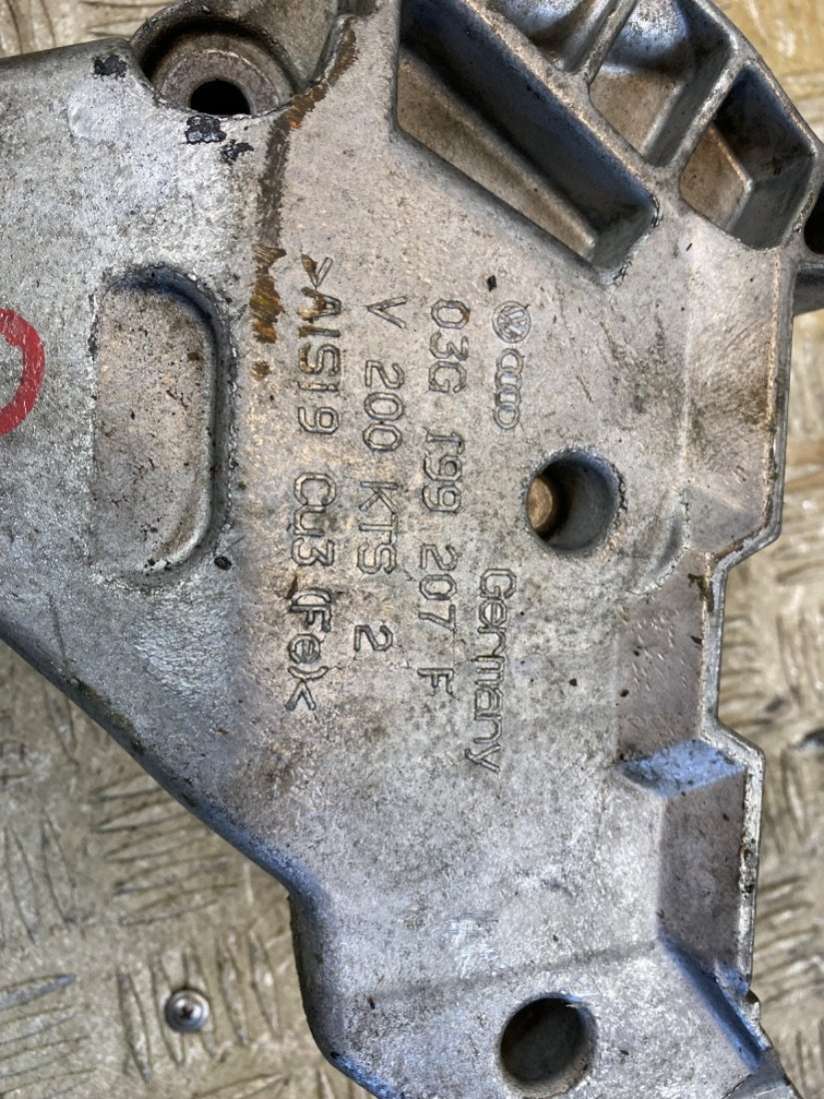 Germany
03G 199 207 F
V 200 KTS 2
>AlSi9 Cu3(Fe)<